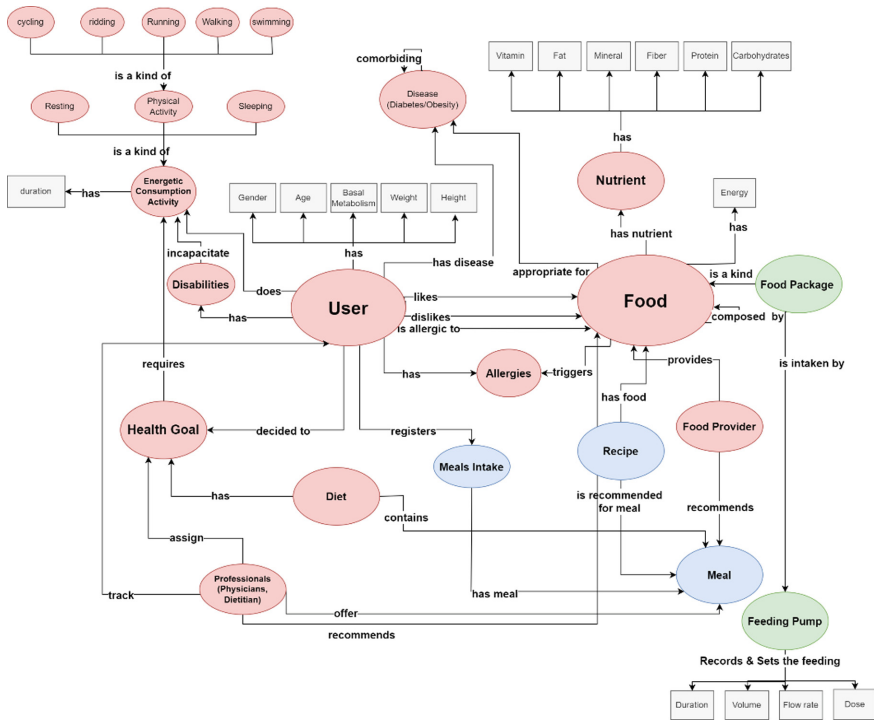 cycling
ridding
Running
Walking
swimming
is a kind of
Resting
Physical
Activity
Sleeping
is a kind of
duration
has
Energetic
Consumption
Activity
incapacitate
Disabilities
does
has
requires
Gender
Age
Basal
Metabolism
Weight
Height
has
User
comorbiding
Disease
(Diabetes/Obesity)
has disease
appropriate for
likes
dislikes
is allergic to
Vitamin
Fat
Mineral
Fiber
Protein
Carbohydrates
has
Nutrient
has nutrient
Energy
has
Food
is a kind
Food Package
composed by
is intaken by
has
Allergies
triggers
provides
has food
Food Provider
Health Goal
decided to
registers
Meals Intake
Recipe
is recommended
for meal
recommends
has
Diet
contains
assign
Professionals
(Physicians,
Dietitian)
track
offer
recommends
has meal
Meal
Feeding Pump
Records & Sets the feeding
Duration
Volume
Flow rate
Dose